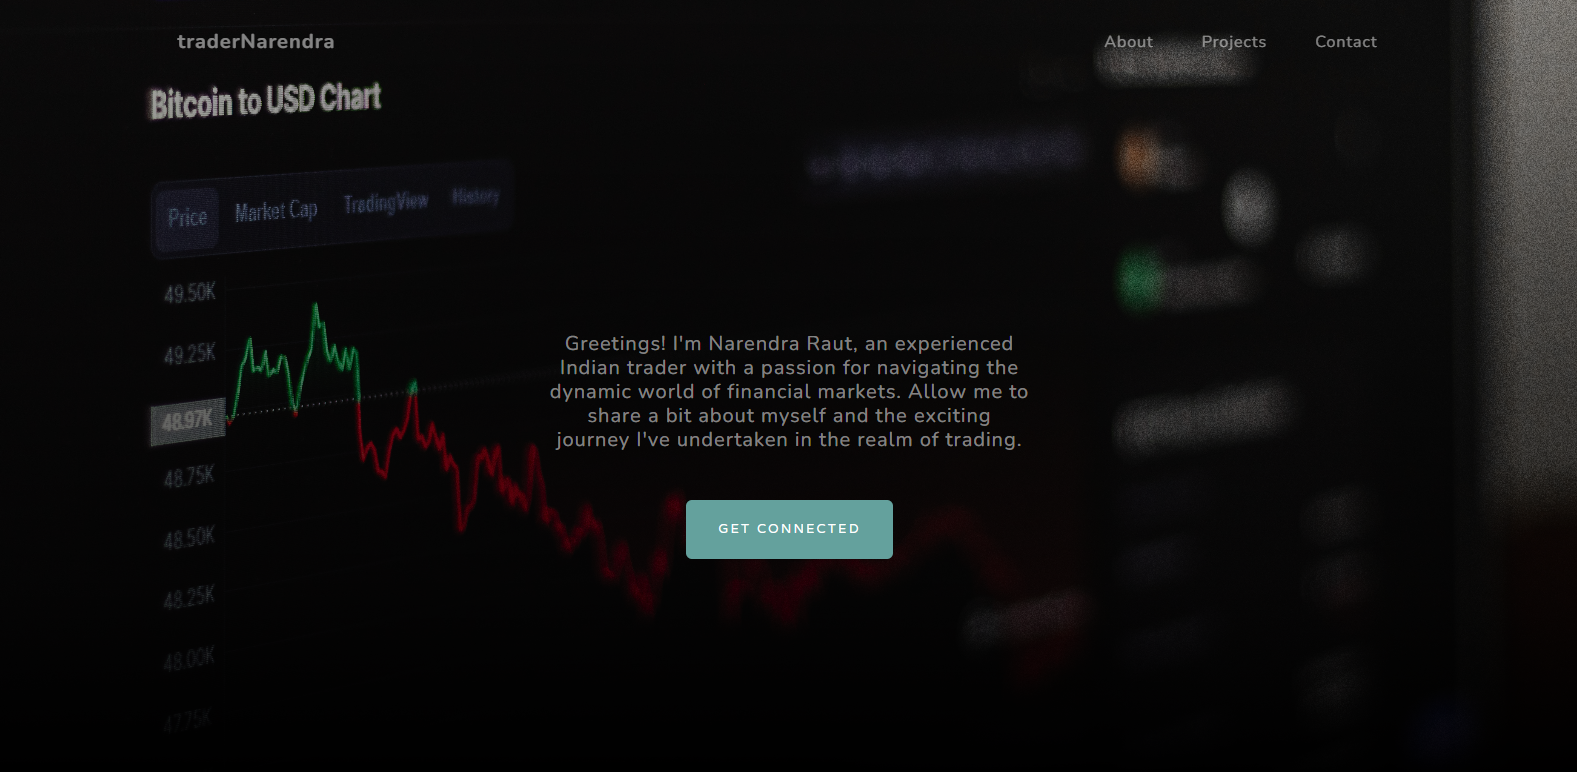 traderNarendra
About Projects Contact
Bitcoin to USD Chart
Price Market Cap TradingView History
49.50K
49.25K
48.97K
48.75K
48.50K
48.25K
48.00K
47.75K
Greetings! I'm Narendra Raut, an experienced
Indian trader with a passion for navigating the
dynamic world of financial markets. Allow me to
share a bit about myself and the exciting
journey I've undertaken in the realm of trading.
GET CONNECTED